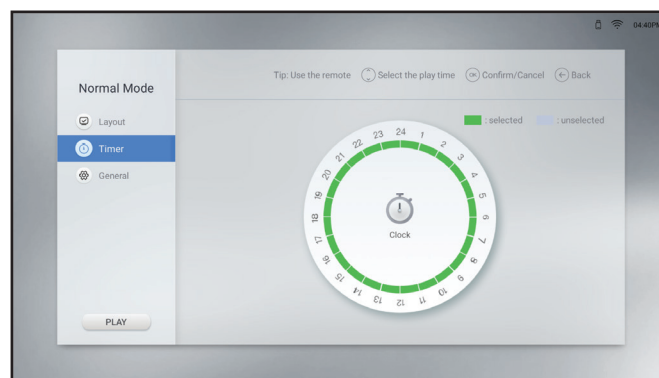 04:40PM
Tip: Use the remote Select the play time OK Confirm/Cancel Back
Normal Mode
: selected : unselected
Layout
Timer
General
24
1
2
3
4
5
6
7
8
9
10
11
12
13
14
15
16
17
18
19
20
21
22
23
Clock
PLAY